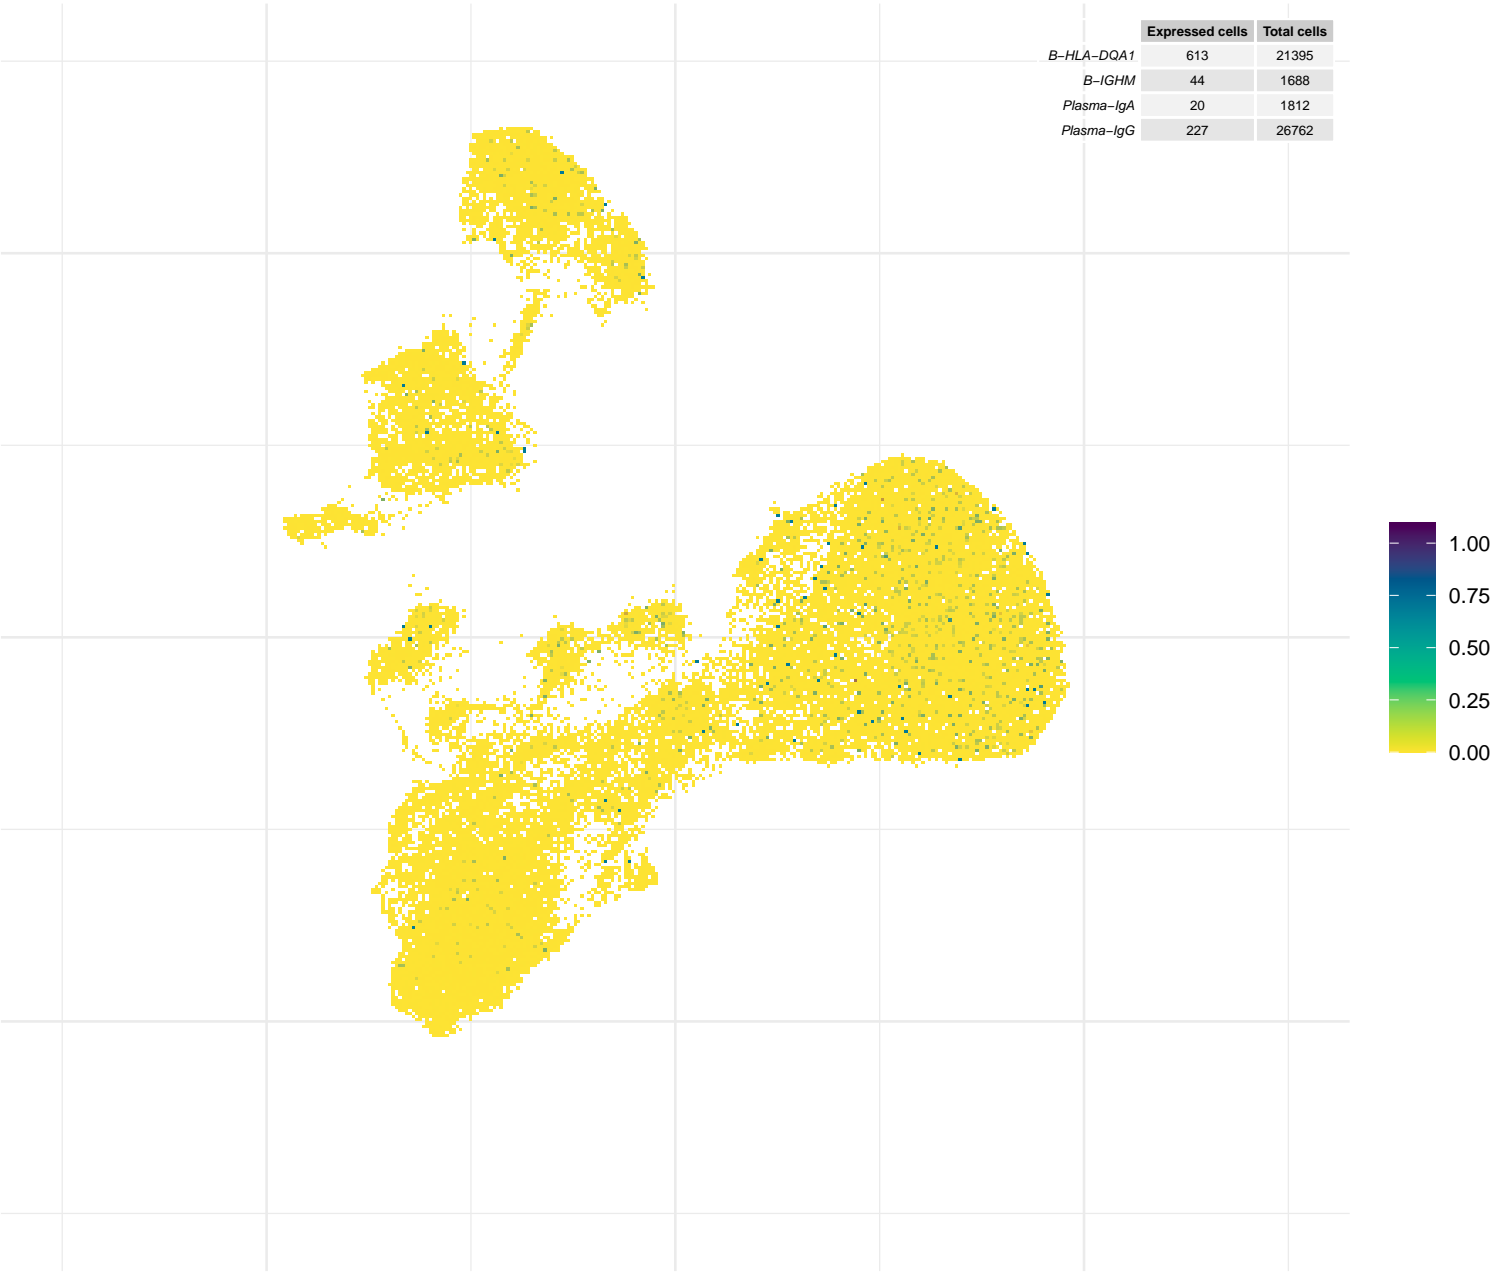 Expressed cells Total cells
B−HLA−DQA1 613 21395
B−IGHM 44 1688
Plasma−IgA 20 1812
Plasma−IgG 227 26762
1.00
0.75
0.50
0.25
0.00